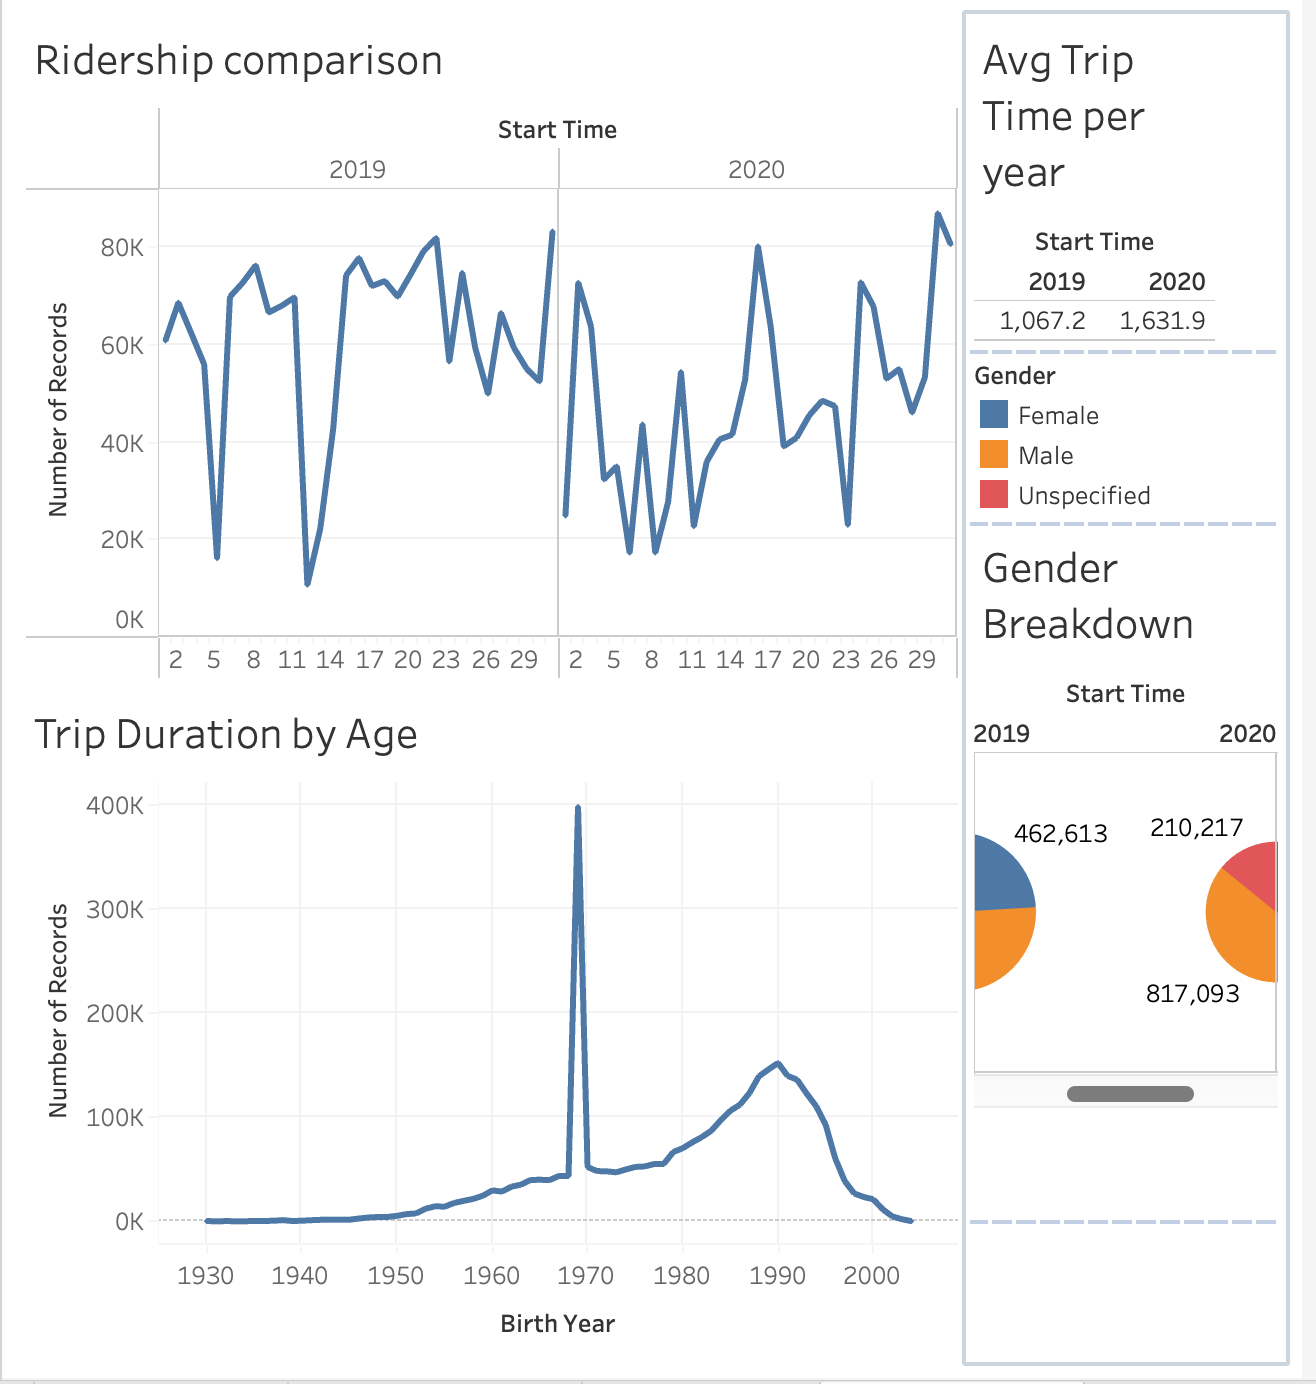 Ridership comparison
Start Time
2019 2020
Number of Records
80K
60K
40K
20K
0K
2 5 8 11 14 17 20 23 26 29 2 5 8 11 14 17 20 23 26 29
Trip Duration by Age
Number of Records
400K
300K
200K
100K
0K
1930 1940 1950 1960 1970 1980 1990 2000
Birth Year
Avg Trip
Time per
year
Start Time
2019 2020
1,067.2 1,631.9
Gender
Female
Male
Unspecified
Gender
Breakdown
Start Time
2019 2020
462,613 210,217
817,093